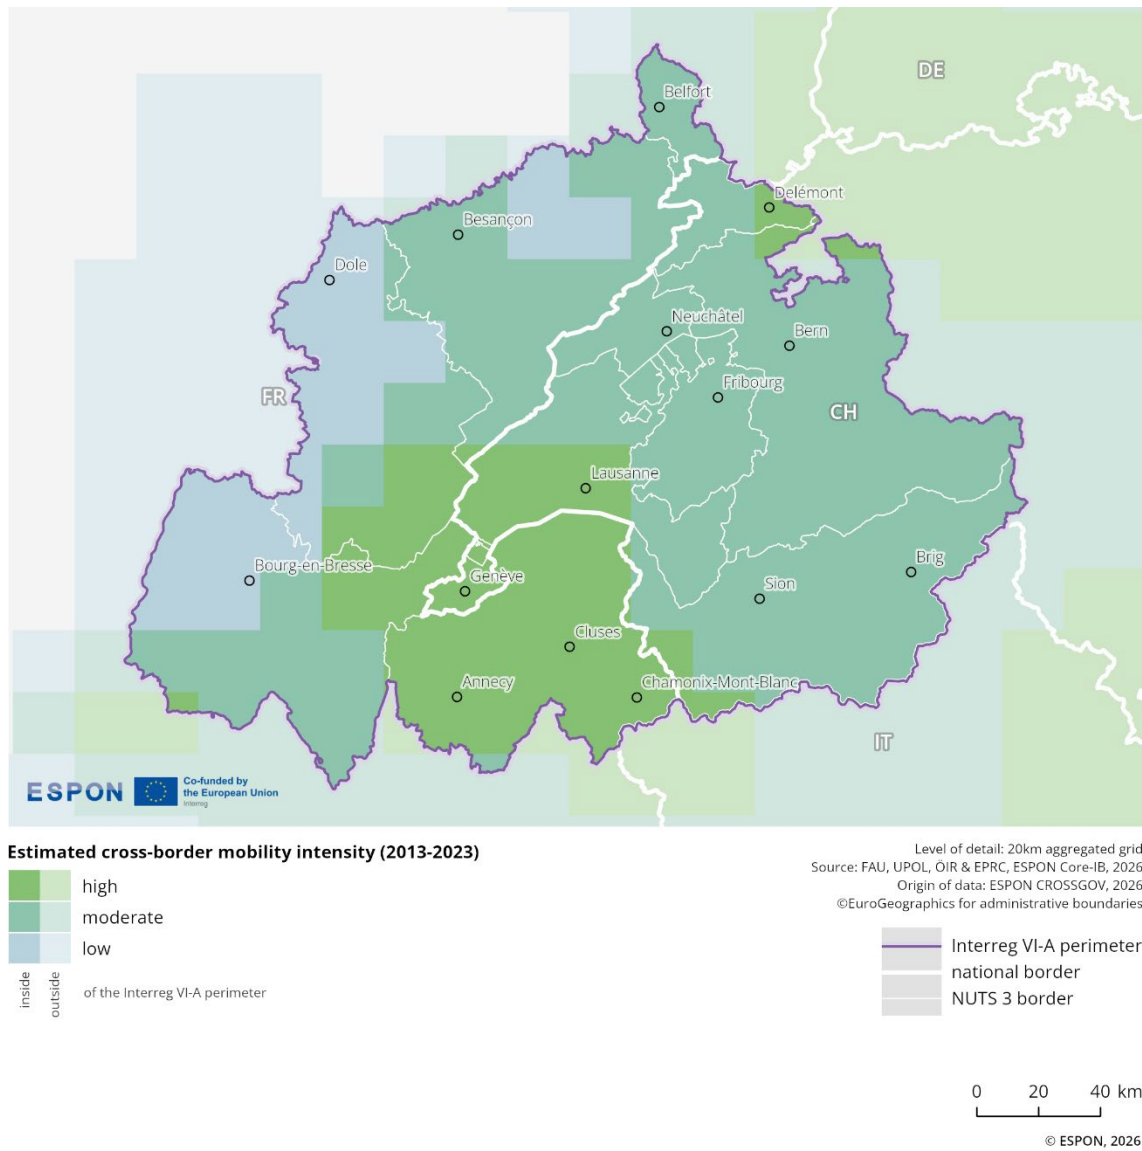 DE
Belfort
Delémont
Besançon
Dole
Neuchâtel
Bern
FR
Fribourg
CH
Lausanne
Bourg-en-Bresse
Genève
Brig
Sion
Cluses
Annecy
Chamonix-Mont-Blanc
IT
ESPON
Co-funded by
the European Union
Interreg
Estimated cross-border mobility intensity (2013-2023)
high
moderate
low
inside
outside
of the Interreg VI-A perimeter
Level of detail: 20km aggregated grid
Source: FAU, UPOL, ÖIR & EPRC, ESPON Core-IB, 2026
Origin of data: ESPON CROSSGOV, 2026
©EuroGeographics for administrative boundaries
Interreg VI-A perimeter
national border
NUTS 3 border
0 20 40 km
© ESPON, 2026